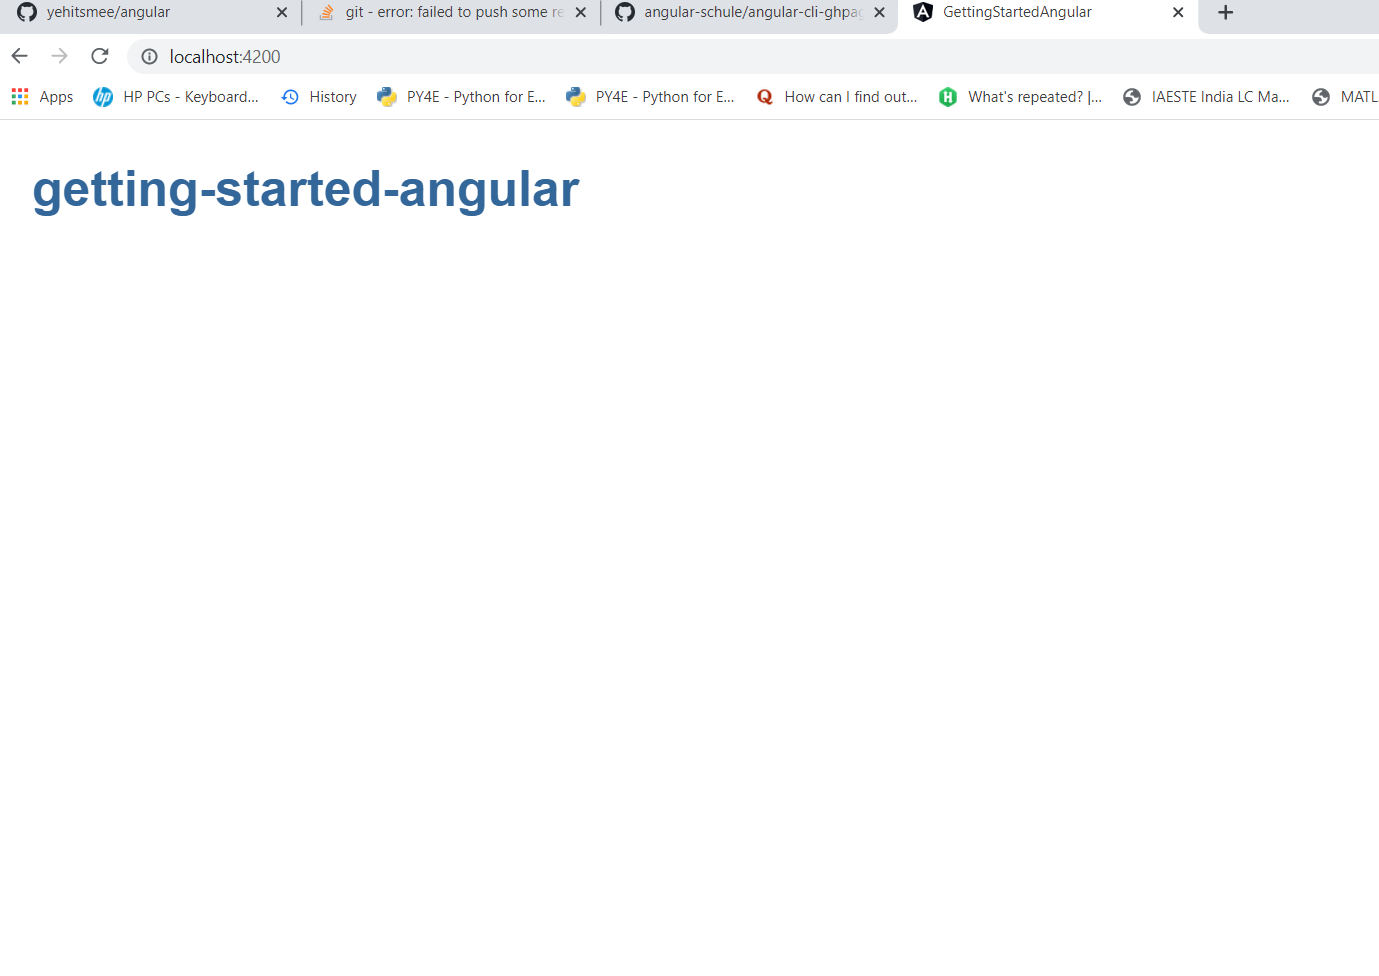 yehitsmee/angular
git - error: failed to push some re
angular-schule/angular-cli-ghpag
GettingStartedAngular
localhost:4200
Apps
HP PCs - Keyboard...
History
PY4E - Python for E...
PY4E - Python for E...
How can I find out...
What's repeated? |...
IAESTE India LC Ma...
MATL
getting-started-angular